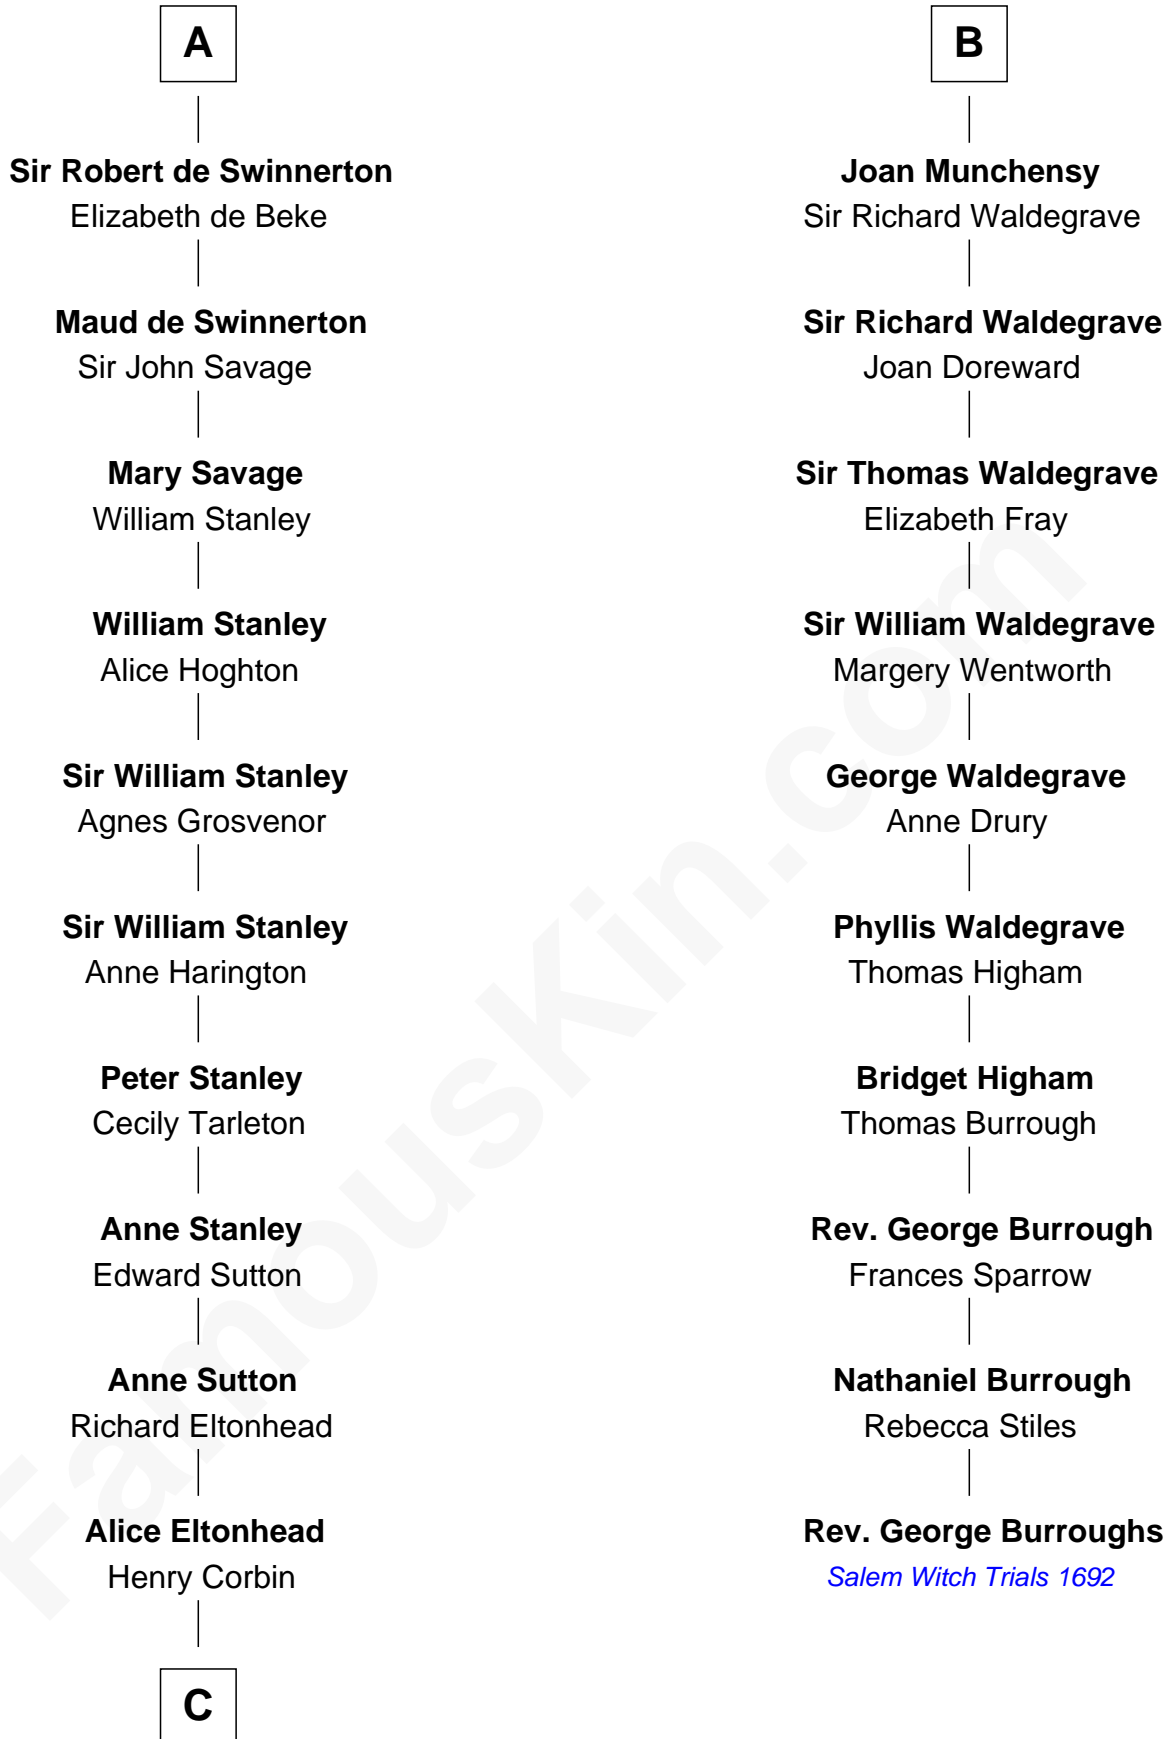 A
Sir Robert de Swinnerton
Elizabeth de Beke
Maud de Swinnerton
Sir John Savage
Mary Savage
William Stanley
William Stanley
Alice Hoghton
Sir William Stanley
Agnes Grosvenor
Sir William Stanley
Anne Harington
Peter Stanley
Cecily Tarleton
Anne Stanley
Edward Sutton
Anne Sutton
Richard Eltonhead
Alice Eltonhead
Henry Corbin
C
B
Joan Munchensy
Sir Richard Waldegrave
Sir Richard Waldegrave
Joan Doreward
Sir Thomas Waldegrave
Elizabeth Fray
Sir William Waldegrave
Margery Wentworth
George Waldegrave
Anne Drury
Phyllis Waldegrave
Thomas Higham
Bridget Higham
Thomas Burrough
Rev. George Burrough
Frances Sparrow
Nathaniel Burrough
Rebecca Stiles
Rev. George Burroughs
Salem Witch Trials 1692
FamousKin.com